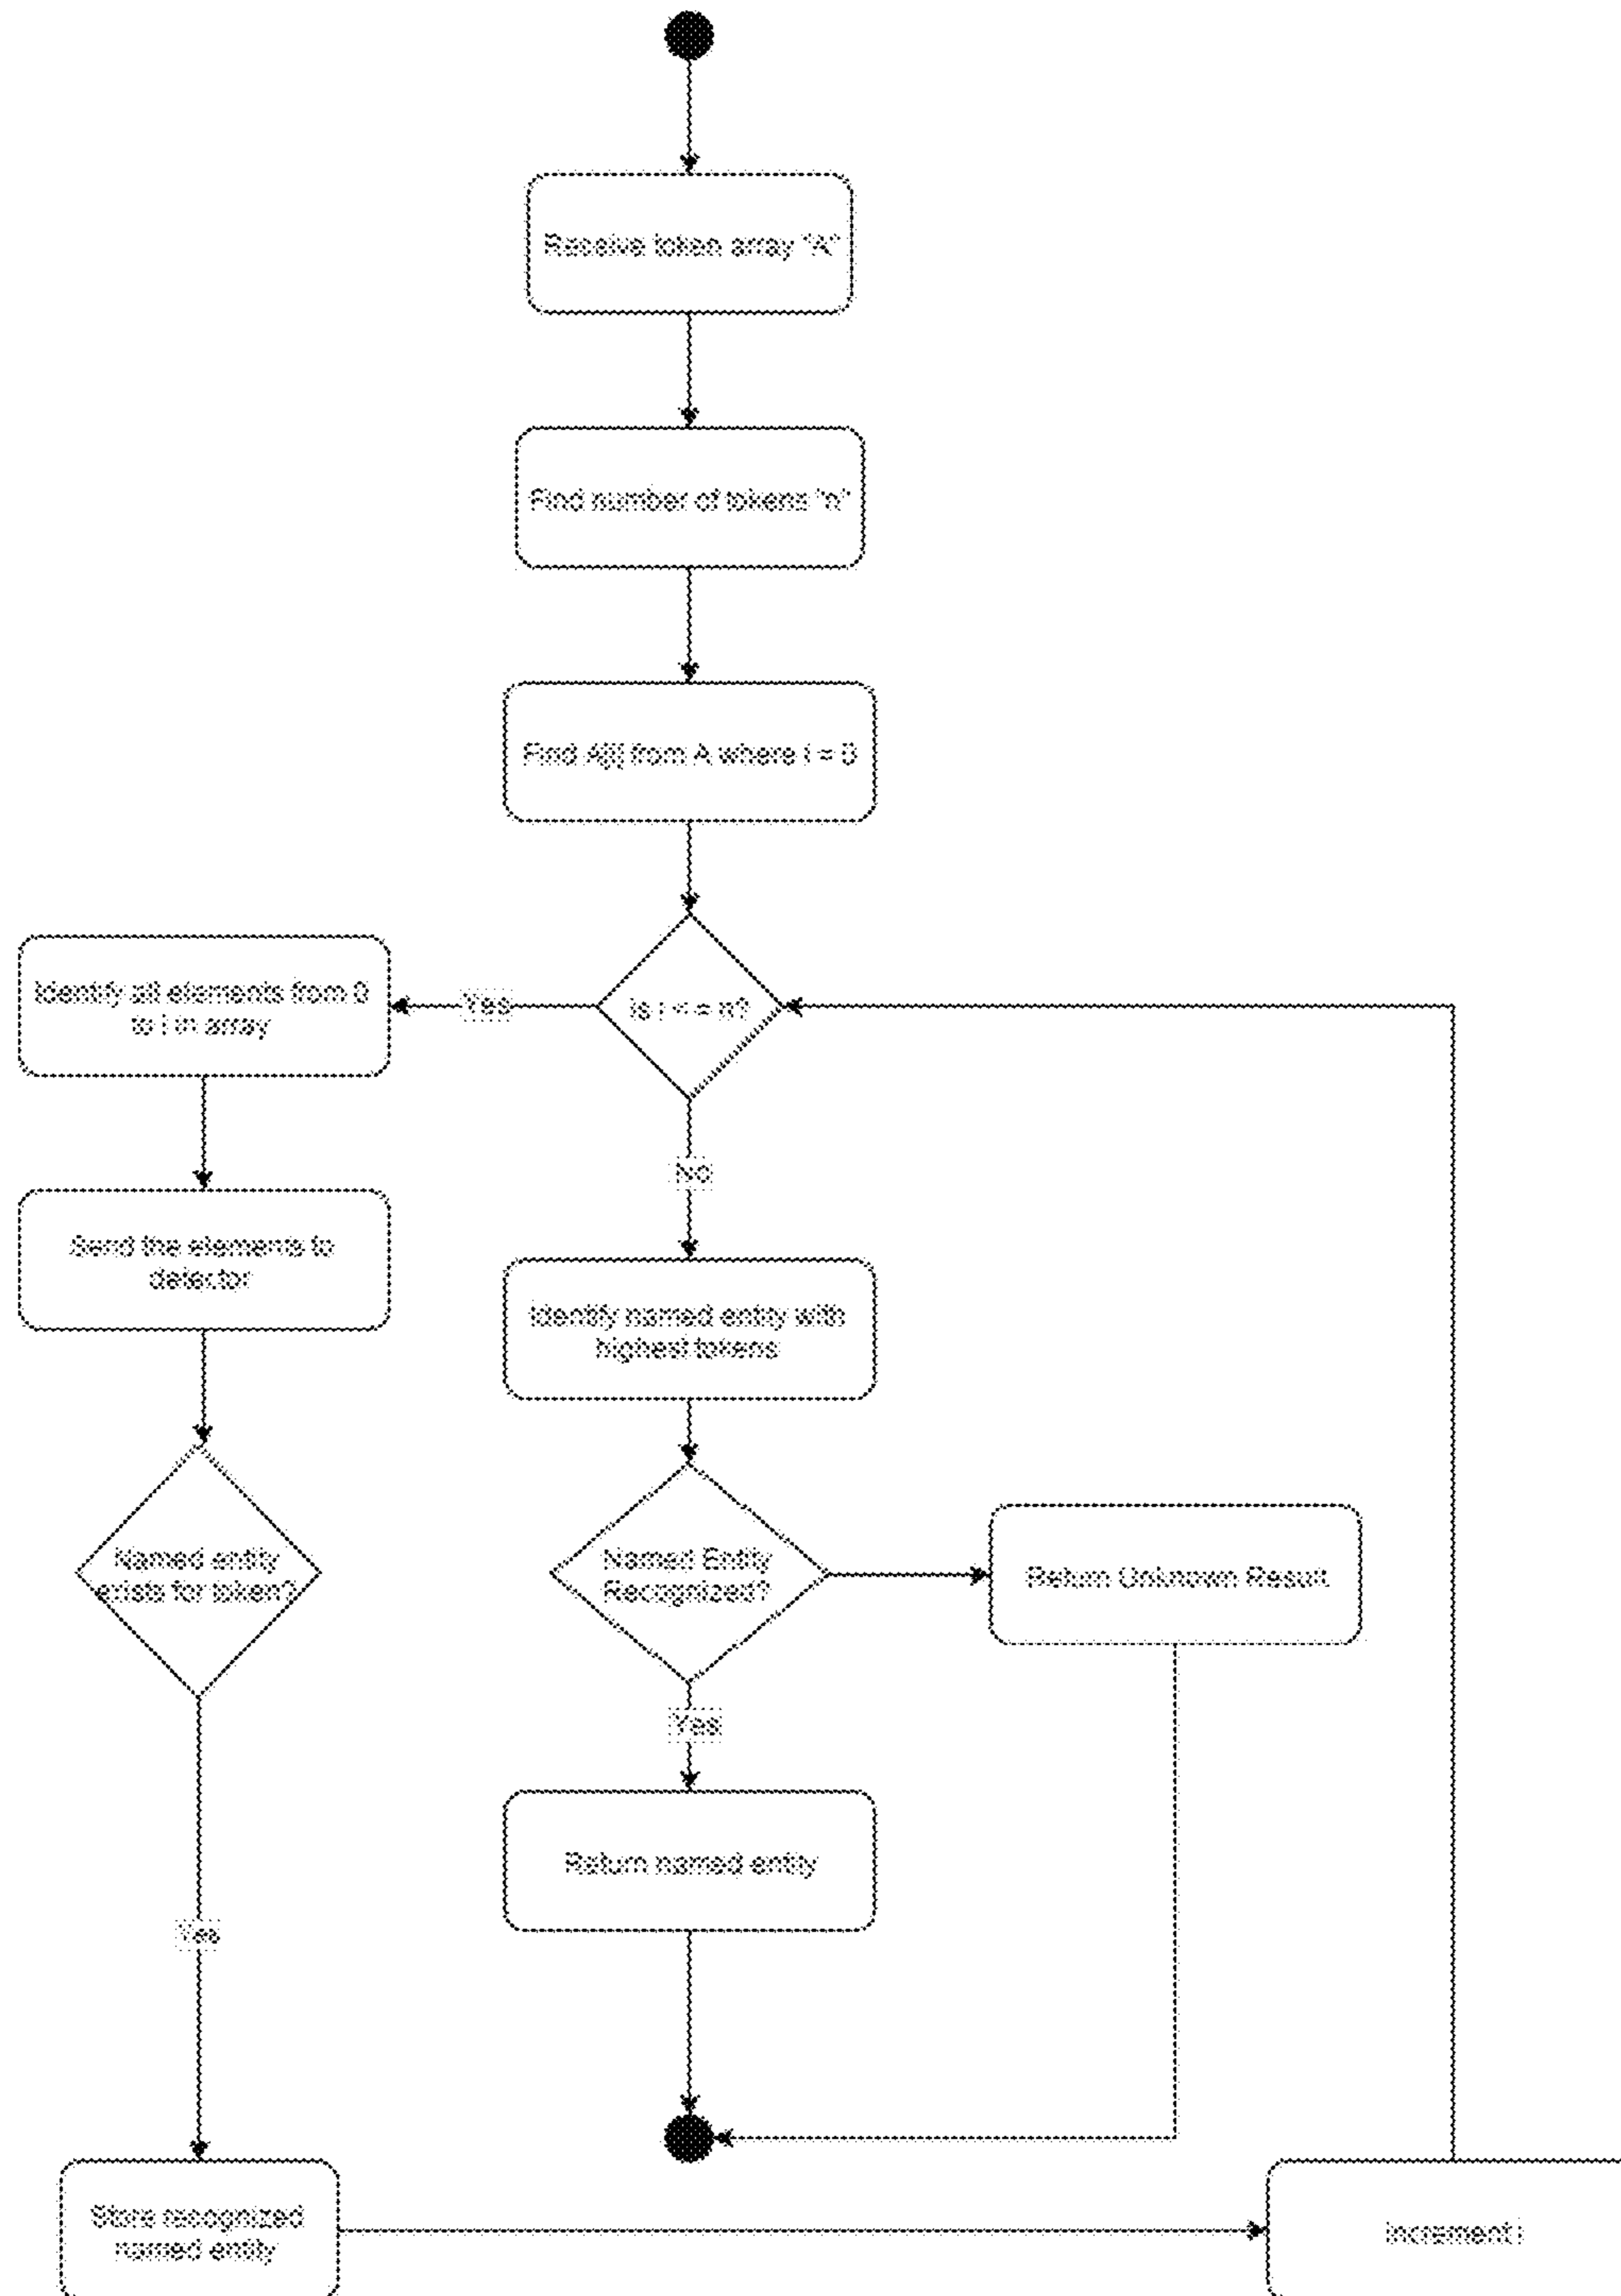 Receive token array "A"
Find number of tokens "n"
Find A[i] from A where i = 0
Identify all elements from 0
to i in array
Yes
is i < = n?
No
Send the elements to
detector
Identify named entity with
highest tokens
Named entity
exists for token?
Named Entity
Recognized?
Return Unknown Result
Yes
Return named entity
Yes
Store recognized
named entity
Increment i